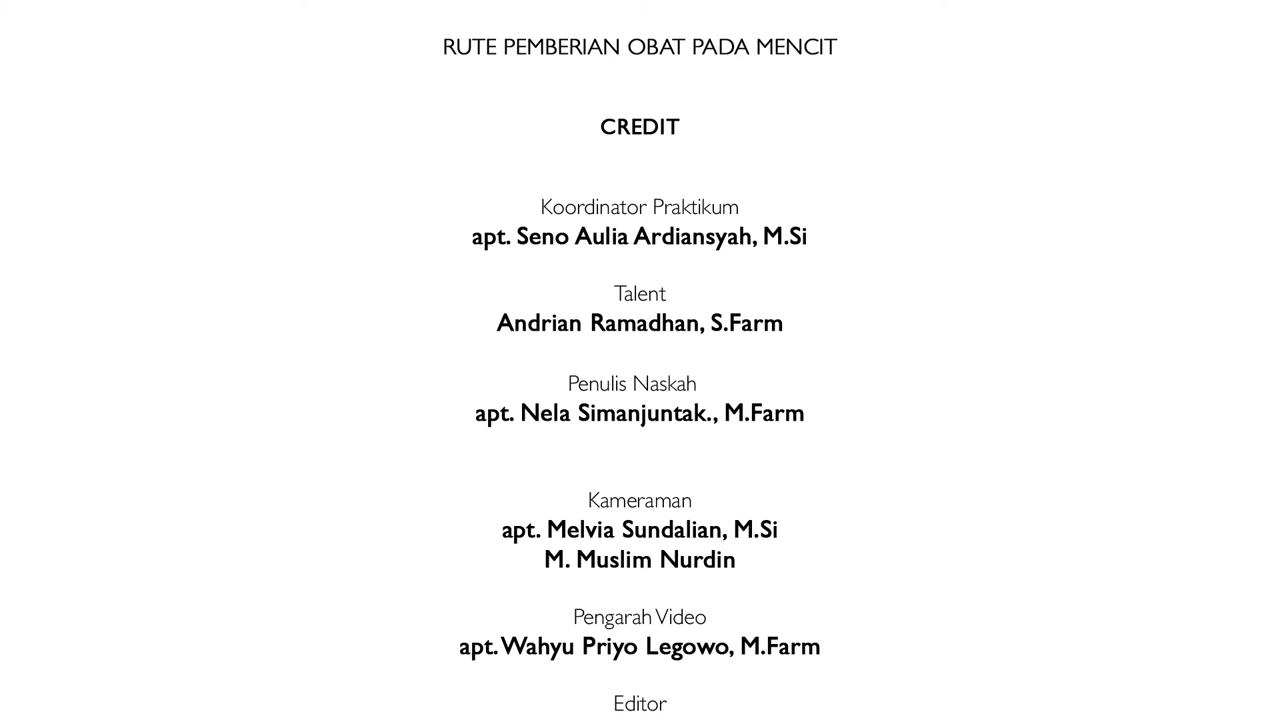 RUTE PEMBERIAN OBAT PADA MENCIT
CREDIT
Koordinator Praktikum
apt. Seno Aulia Ardiansyah, M.Si
Talent
Andrian Ramadhan, S.Farm
Penulis Naskah
apt. Nela Simanjuntak., M.Farm
Kameraman
apt. Melvia Sundalian, M.Si
M. Muslim Nurdin
Pengarah Video
apt. Wahyu Priyo Legowo, M.Farm
Editor